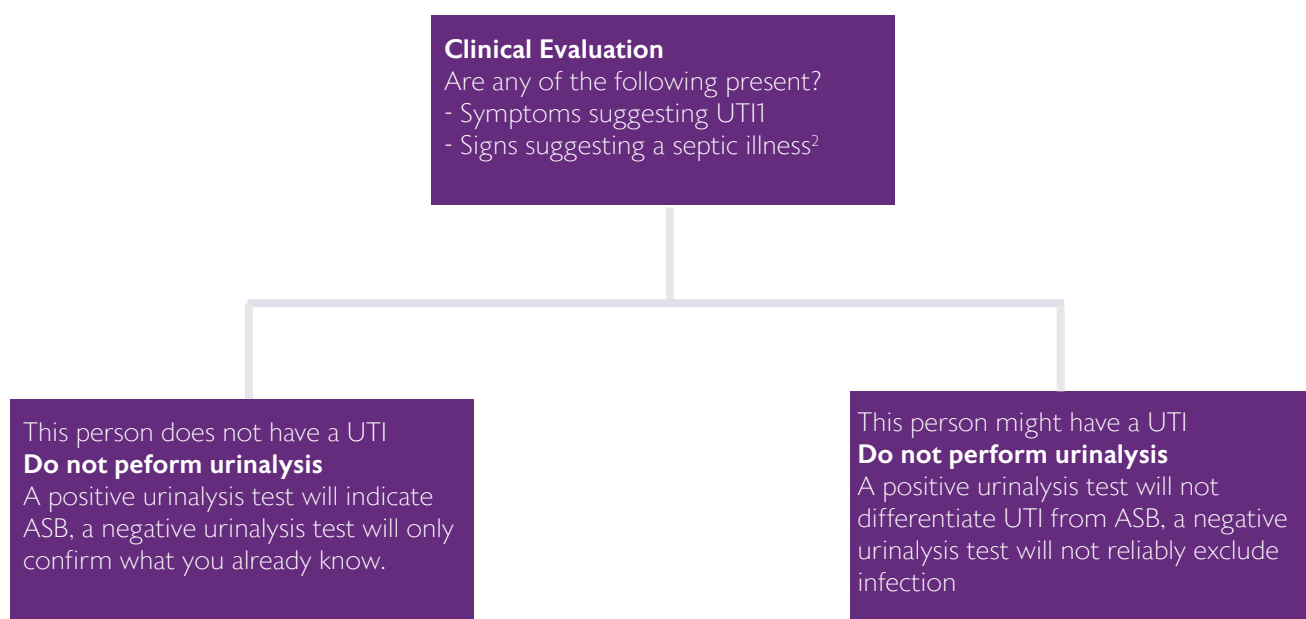 Clinical Evaluation
Are any of the following present?
- Symptoms suggesting UTI1
- Signs suggesting a septic illness²
This person does not have a UTI
Do not peform urinalysis
A positive urinalysis test will indicate
ASB, a negative urinalysis test will only
confirm what you already know.
This person might have a UTI
Do not perform urinalysis
A positive urinalysis test will not
differentiate UTI from ASB, a negative
urinalysis test will not reliably exclude
infection